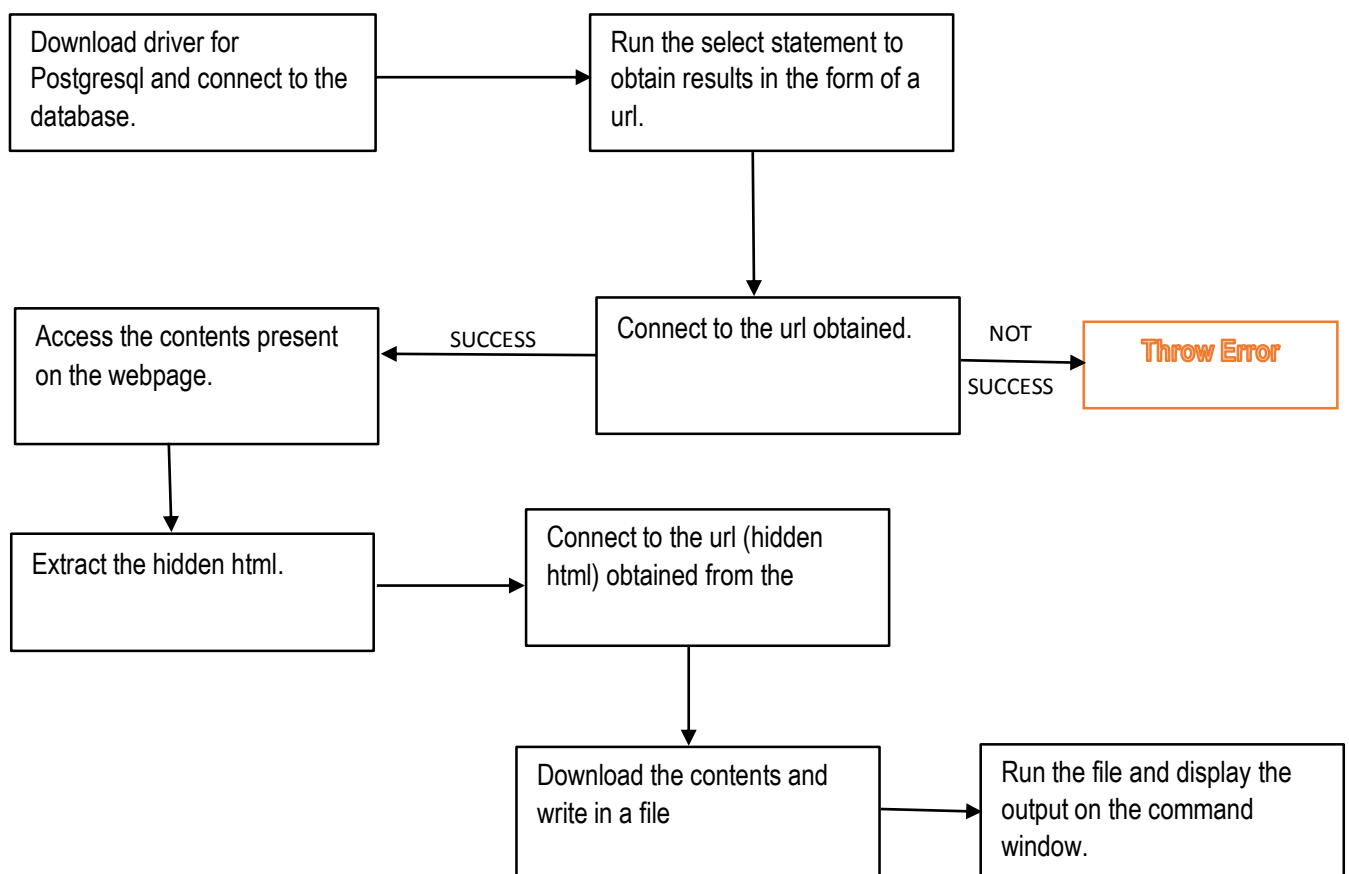 Download driver for
Postgresql and connect to the
database.
Run the select statement to
obtain results in the form of a
url.
Connect to the url obtained.
NOT
SUCCESS
Throw Error
SUCCESS
Access the contents present
on the webpage.
Extract the hidden html.
Connect to the url (hidden
html) obtained from the
Download the contents and
write in a file
Run the file and display the
output on the command
window.